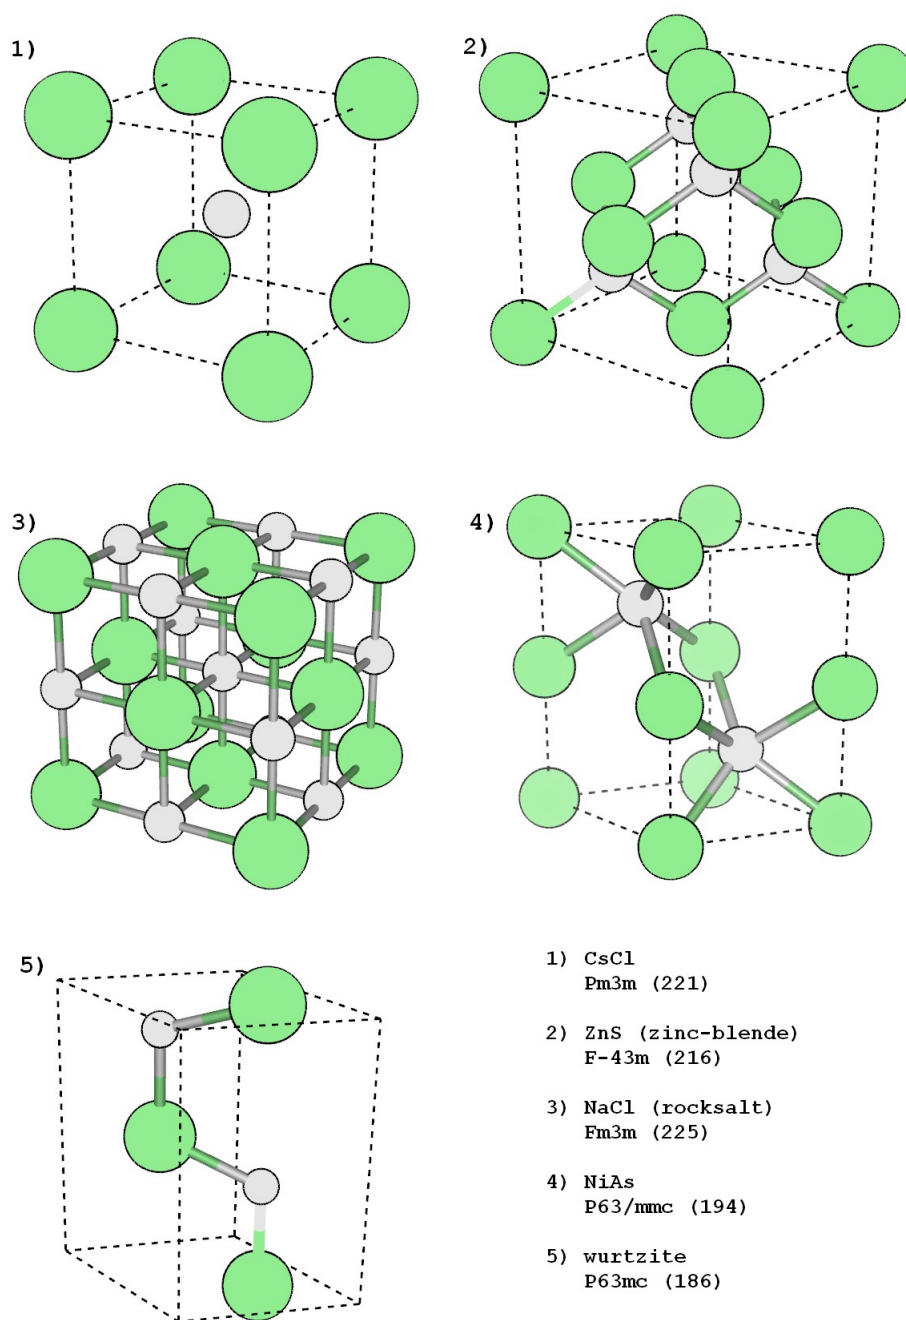 1)
2)
3)
4)
5)
1) CsCl
Pm3m (221)
2) ZnS (zinc-blende)
F-43m (216)
3) NaCl (rocksalt)
Fm3m (225)
4) NiAs
P63/mmc (194)
5) wurtzite
P63mc (186)